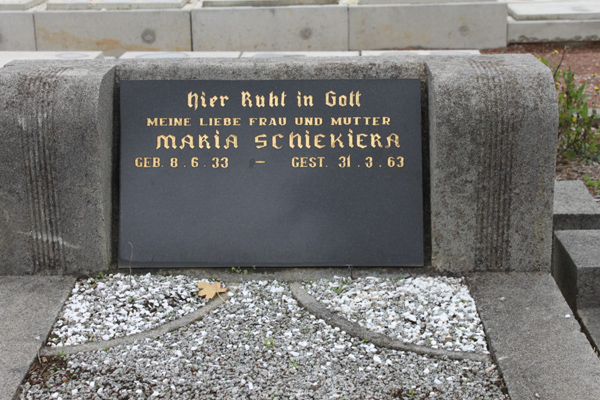 Hier Ruht in Gott
MEINE LIEBE FRAU UND MUTTER
MARIA SCHIEKIERA
GEB. 8.6.33 – GEST. 31.3.63